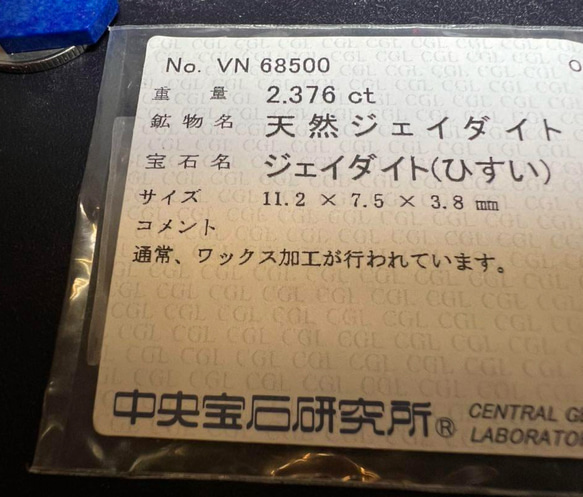 No. VN 68500
重量 2.376 ct
鉱物名 天然ジェイダイト
宝石名 ジェイダイト(ひすい)
サイズ 11.2 × 7.5 × 3.8 ㎜
コメント
通常、ワックス加工が行われています。
中央宝石研究所® CENTRAL